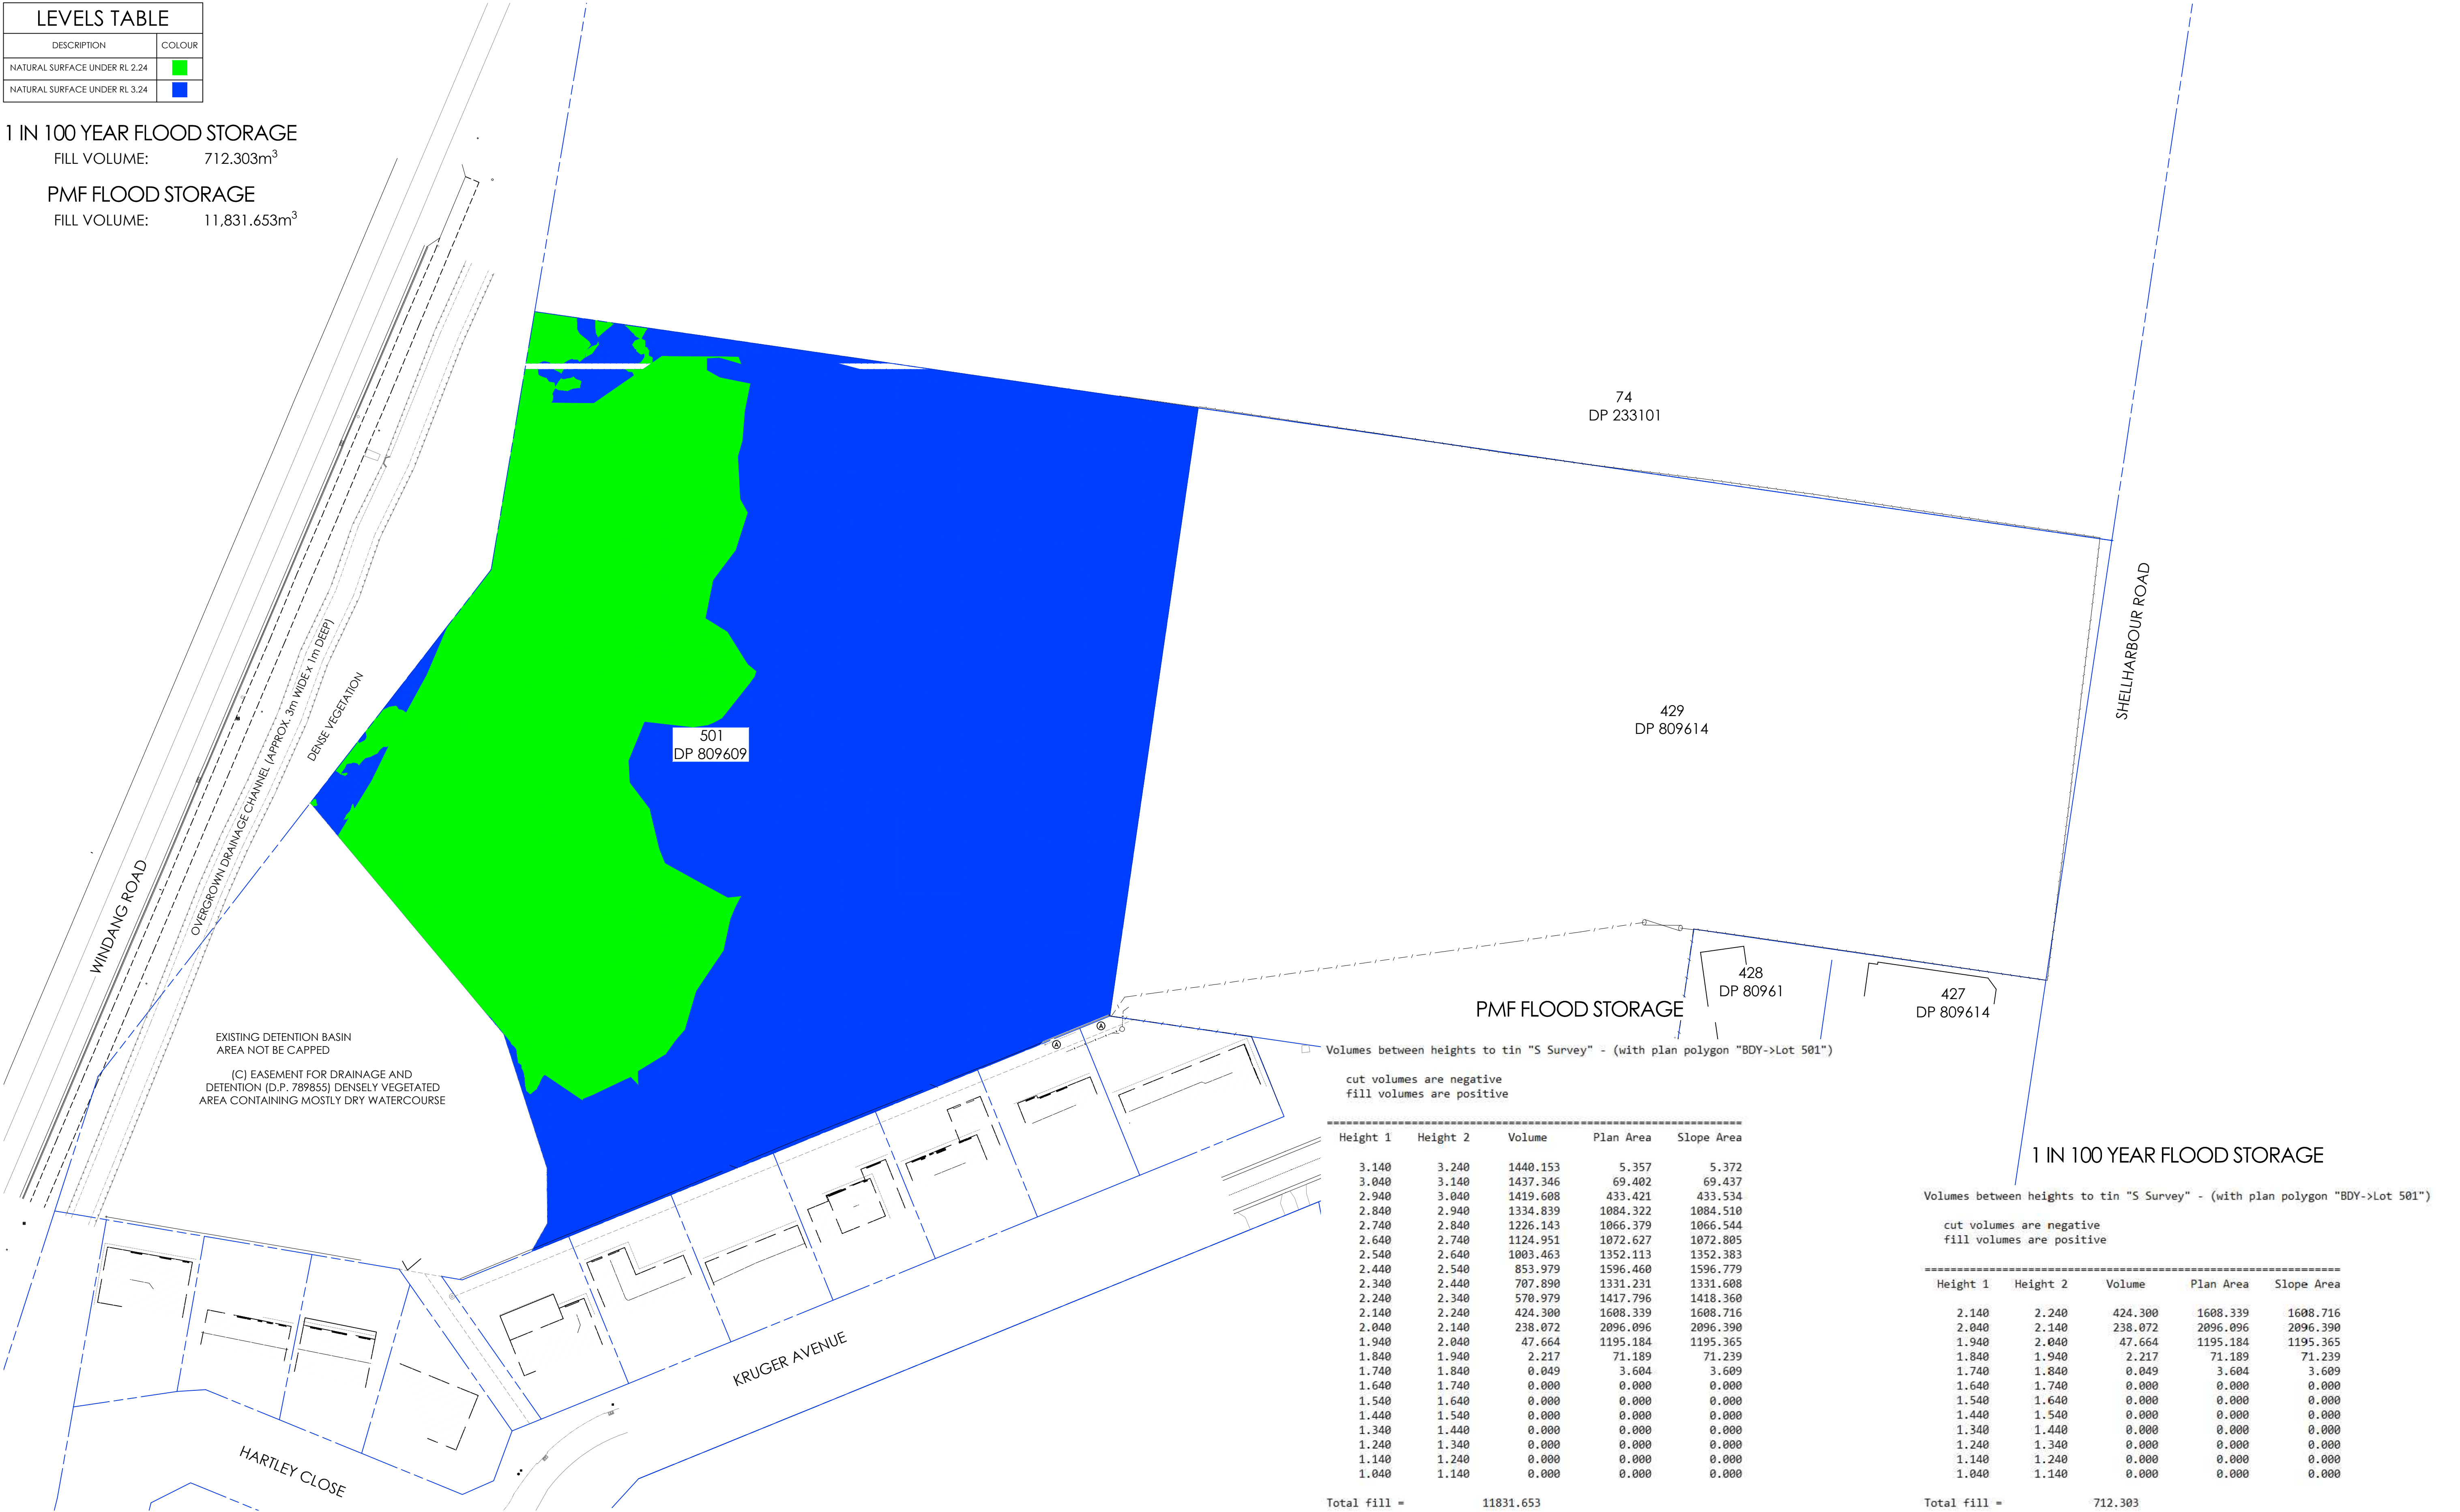 LEVELS TABLE
DESCRIPTION COLOUR
NATURAL SURFACE UNDER RL 2.24
NATURAL SURFACE UNDER RL 3.24
1 IN 100 YEAR FLOOD STORAGE
FILL VOLUME: 712.303m³
PMF FLOOD STORAGE
FILL VOLUME: 11,831.653m³
74
DP 233101
SHELLHARBOUR ROAD
429
DP 809614
501
DP 809609
OVERGROWN DRAINAGE CHANNEL (APPROX. 3m WIDE x 1m DEEP)
DENSE VEGETATION
WINDANG ROAD
428
DP 80961
427
DP 809614
EXISTING DETENTION BASIN
AREA NOT BE CAPPED
(C) EASEMENT FOR DRAINAGE AND
DETENTION (D.P. 789855) DENSELY VEGETATED
AREA CONTAINING MOSTLY DRY WATERCOURSE
A
A
KRUGER AVENUE
HARTLEY CLOSE
PMF FLOOD STORAGE
Volumes between heights to tin "S Survey" - (with plan polygon "BDY->Lot 501")
cut volumes are negative
fill volumes are positive
================================================================
Height 1 Height 2 Volume Plan Area Slope Area
3.140 3.240 1440.153 5.357 5.372
3.040 3.140 1437.346 69.402 69.437
2.940 3.040 1419.608 433.421 433.534
2.840 2.940 1334.839 1084.322 1084.510
2.740 2.840 1226.143 1066.379 1066.544
2.640 2.740 1124.951 1072.627 1072.805
2.540 2.640 1003.463 1352.113 1352.383
2.440 2.540 853.979 1596.460 1596.779
2.340 2.440 707.890 1331.231 1331.608
2.240 2.340 570.979 1417.796 1418.360
2.140 2.240 424.300 1608.339 1608.716
2.040 2.140 238.072 2096.096 2096.390
1.940 2.040 47.664 1195.184 1195.365
1.840 1.940 2.217 71.189 71.239
1.740 1.840 0.049 3.604 3.609
1.640 1.740 0.000 0.000 0.000
1.540 1.640 0.000 0.000 0.000
1.440 1.540 0.000 0.000 0.000
1.340 1.440 0.000 0.000 0.000
1.240 1.340 0.000 0.000 0.000
1.140 1.240 0.000 0.000 0.000
1.040 1.140 0.000 0.000 0.000
Total fill = 11831.653
1 IN 100 YEAR FLOOD STORAGE
Volumes between heights to tin "S Survey" - (with plan polygon "BDY->Lot 501")
cut volumes are negative
fill volumes are positive
================================================================
Height 1 Height 2 Volume Plan Area Slope Area
2.140 2.240 424.300 1608.339 1608.716
2.040 2.140 238.072 2096.096 2096.390
1.940 2.040 47.664 1195.184 1195.365
1.840 1.940 2.217 71.189 71.239
1.740 1.840 0.049 3.604 3.609
1.640 1.740 0.000 0.000 0.000
1.540 1.640 0.000 0.000 0.000
1.440 1.540 0.000 0.000 0.000
1.340 1.440 0.000 0.000 0.000
1.240 1.340 0.000 0.000 0.000
1.140 1.240 0.000 0.000 0.000
1.040 1.140 0.000 0.000 0.000
Total fill = 712.303